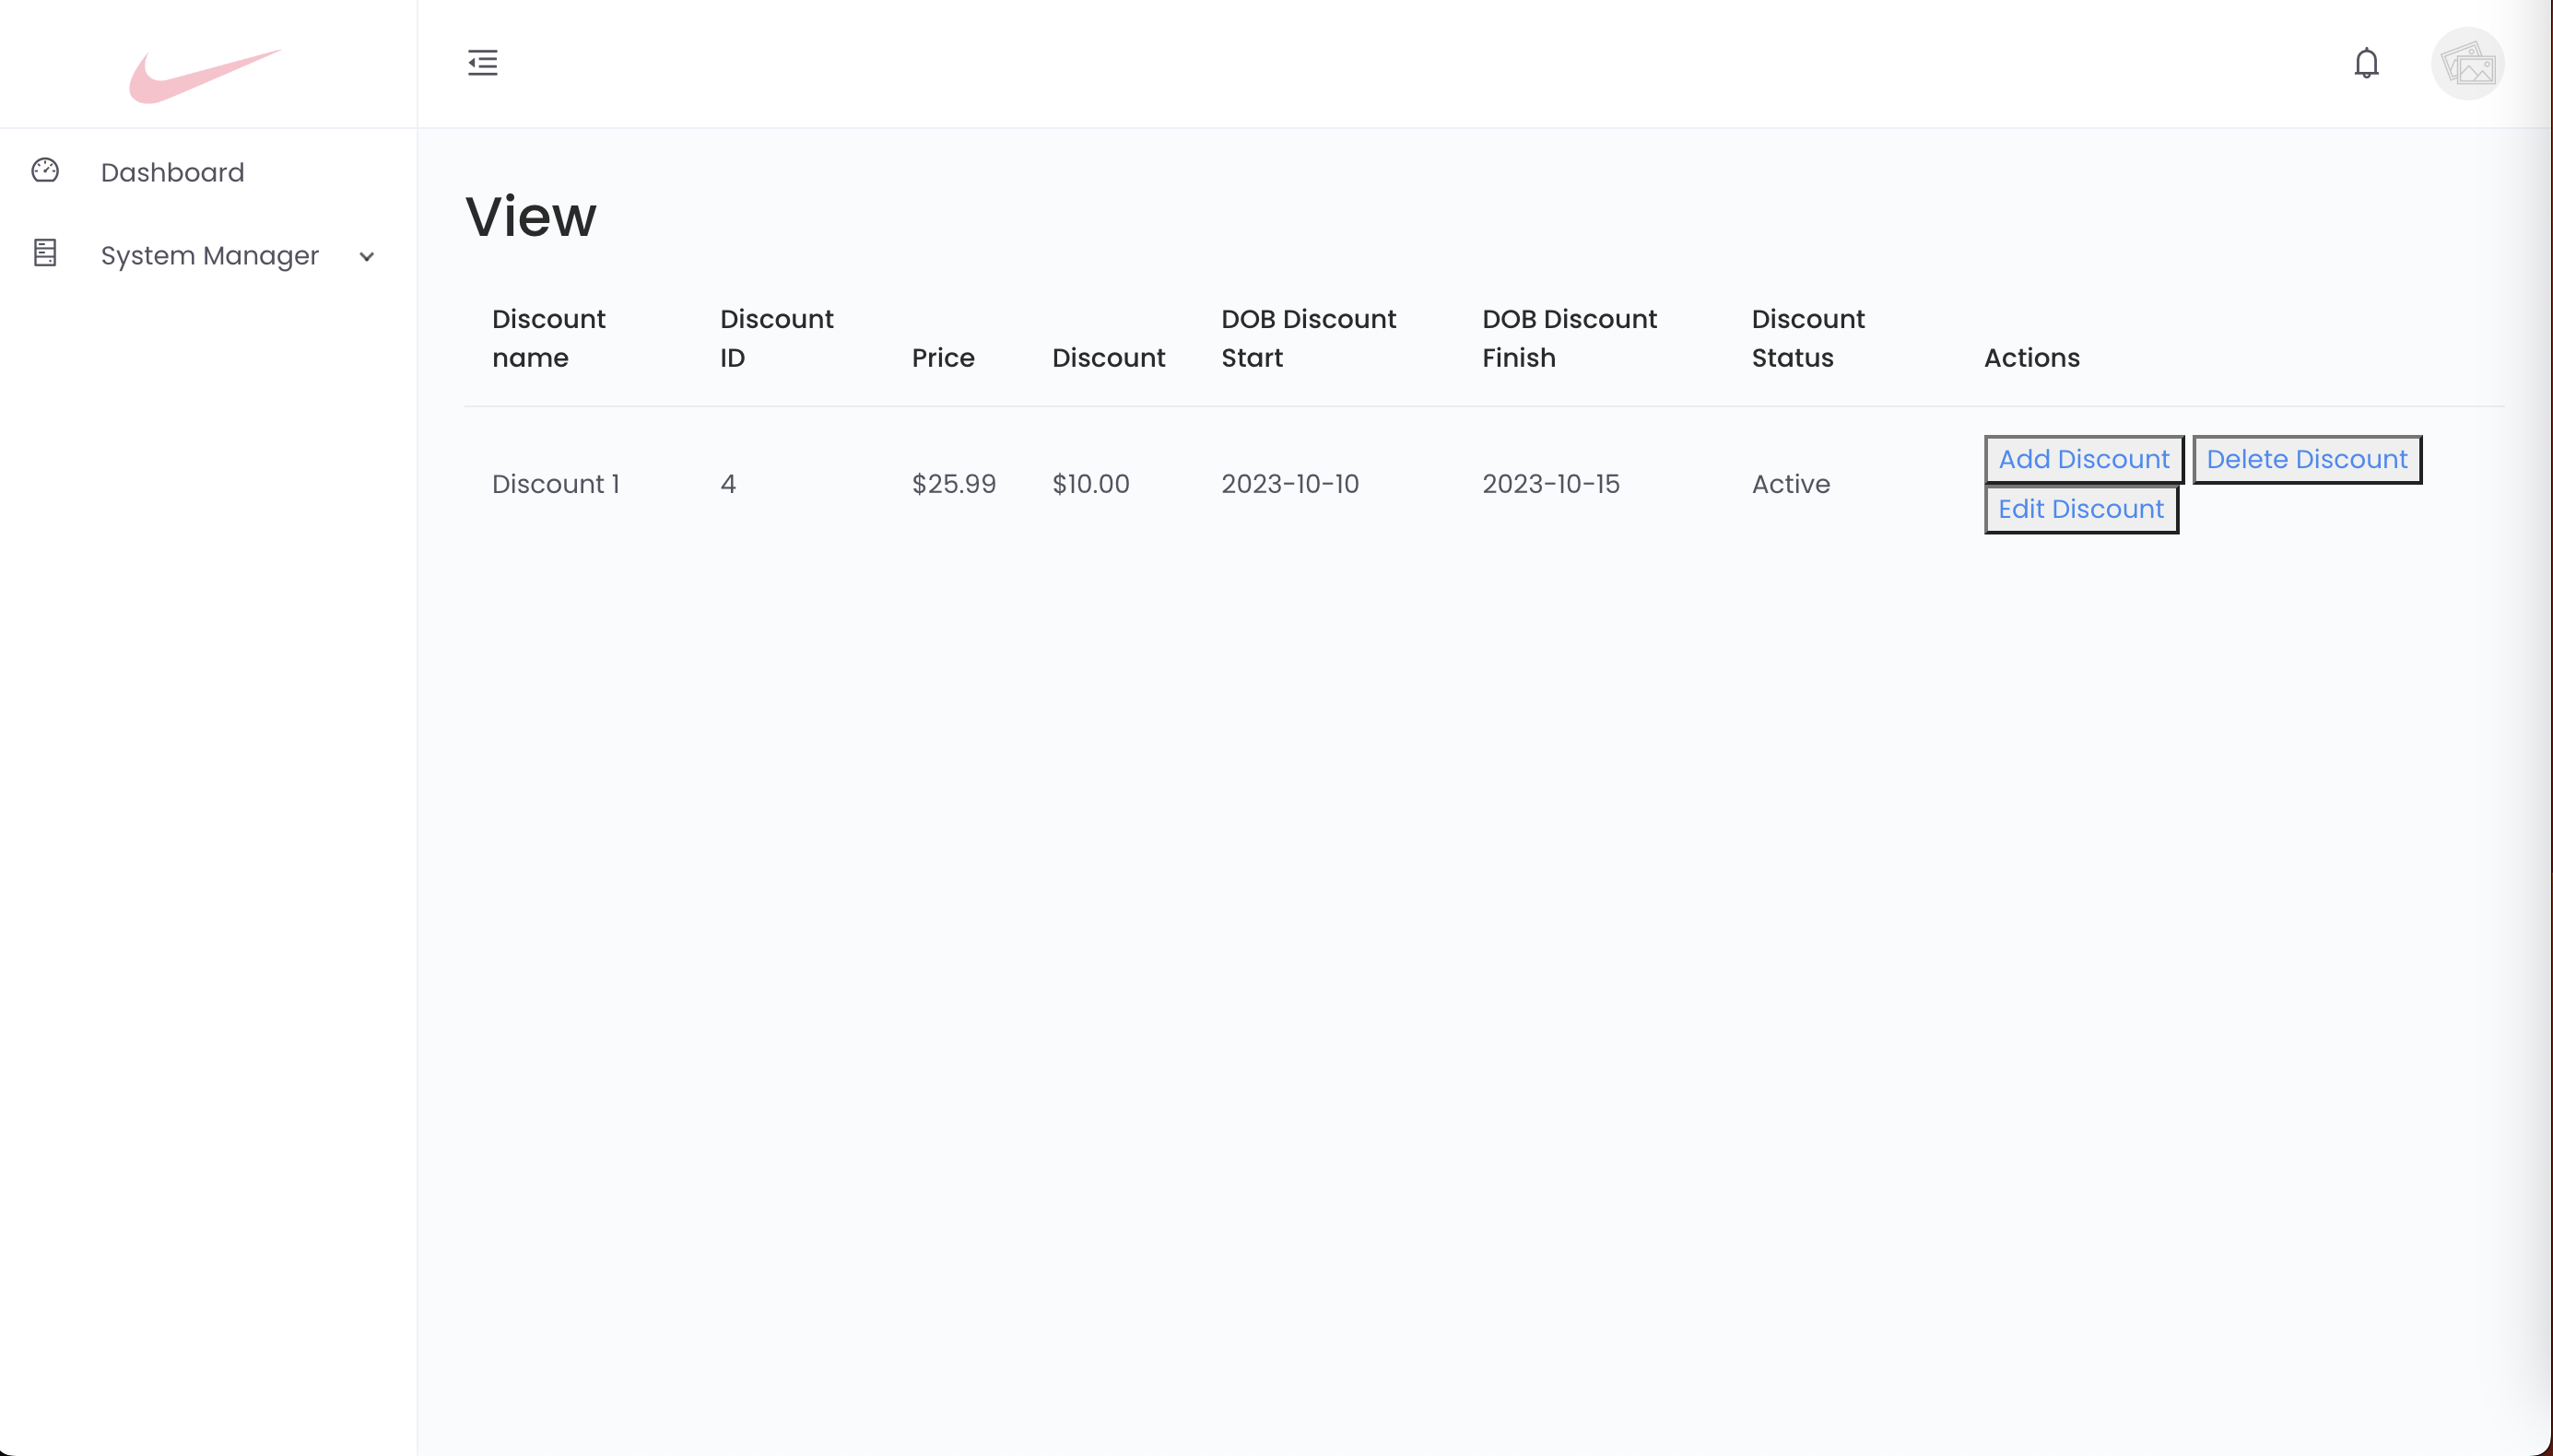 Dashboard
System Manager
View
Discount name
Discount ID
Price
Discount
DOB Discount Start
DOB Discount Finish
Discount Status
Actions
Discount 1
4
$25.99
$10.00
2023-10-10
2023-10-15
Active
Add Discount
Delete Discount
Edit Discount